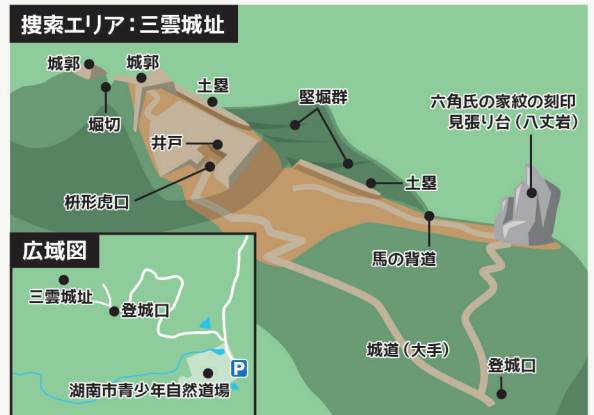 捜索エリア：三雲城址
城郭
城郭
土塁
竪堀群
六角氏の家紋の刻印
見張り台（八丈岩）
堀切
井戸
枡形虎口
土塁
馬の背道
広域図
三雲城址
登城口
P
湖南市青少年自然道場
城道（大手）
登城口